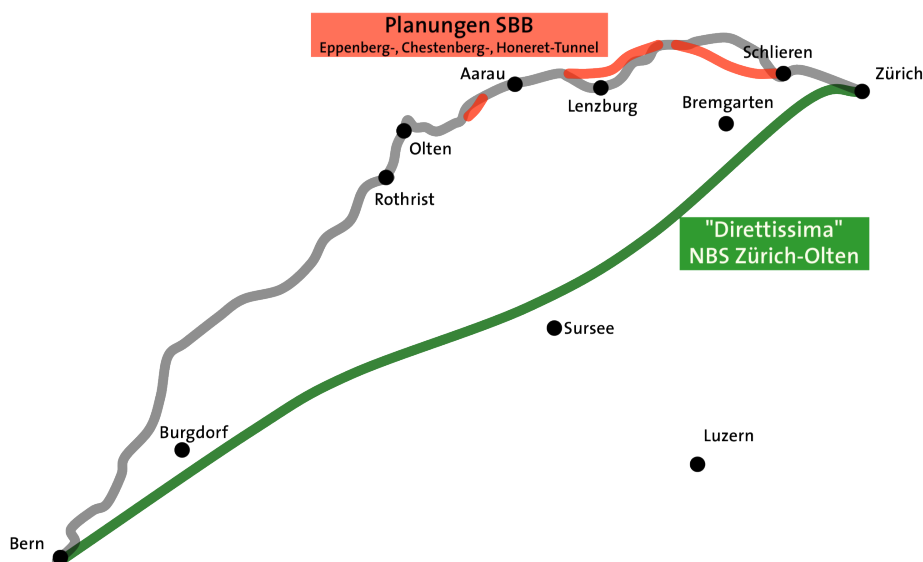 Planungen SBB
Eppenberg-, Chestenberg-, Honeret-Tunnel
Schlieren
Aarau
Zürich
Lenzburg
Bremgarten
Olten
Rothrist
"Direttissima"
NBS Zürich-Olten
Sursee
Burgdorf
Luzern
Bern